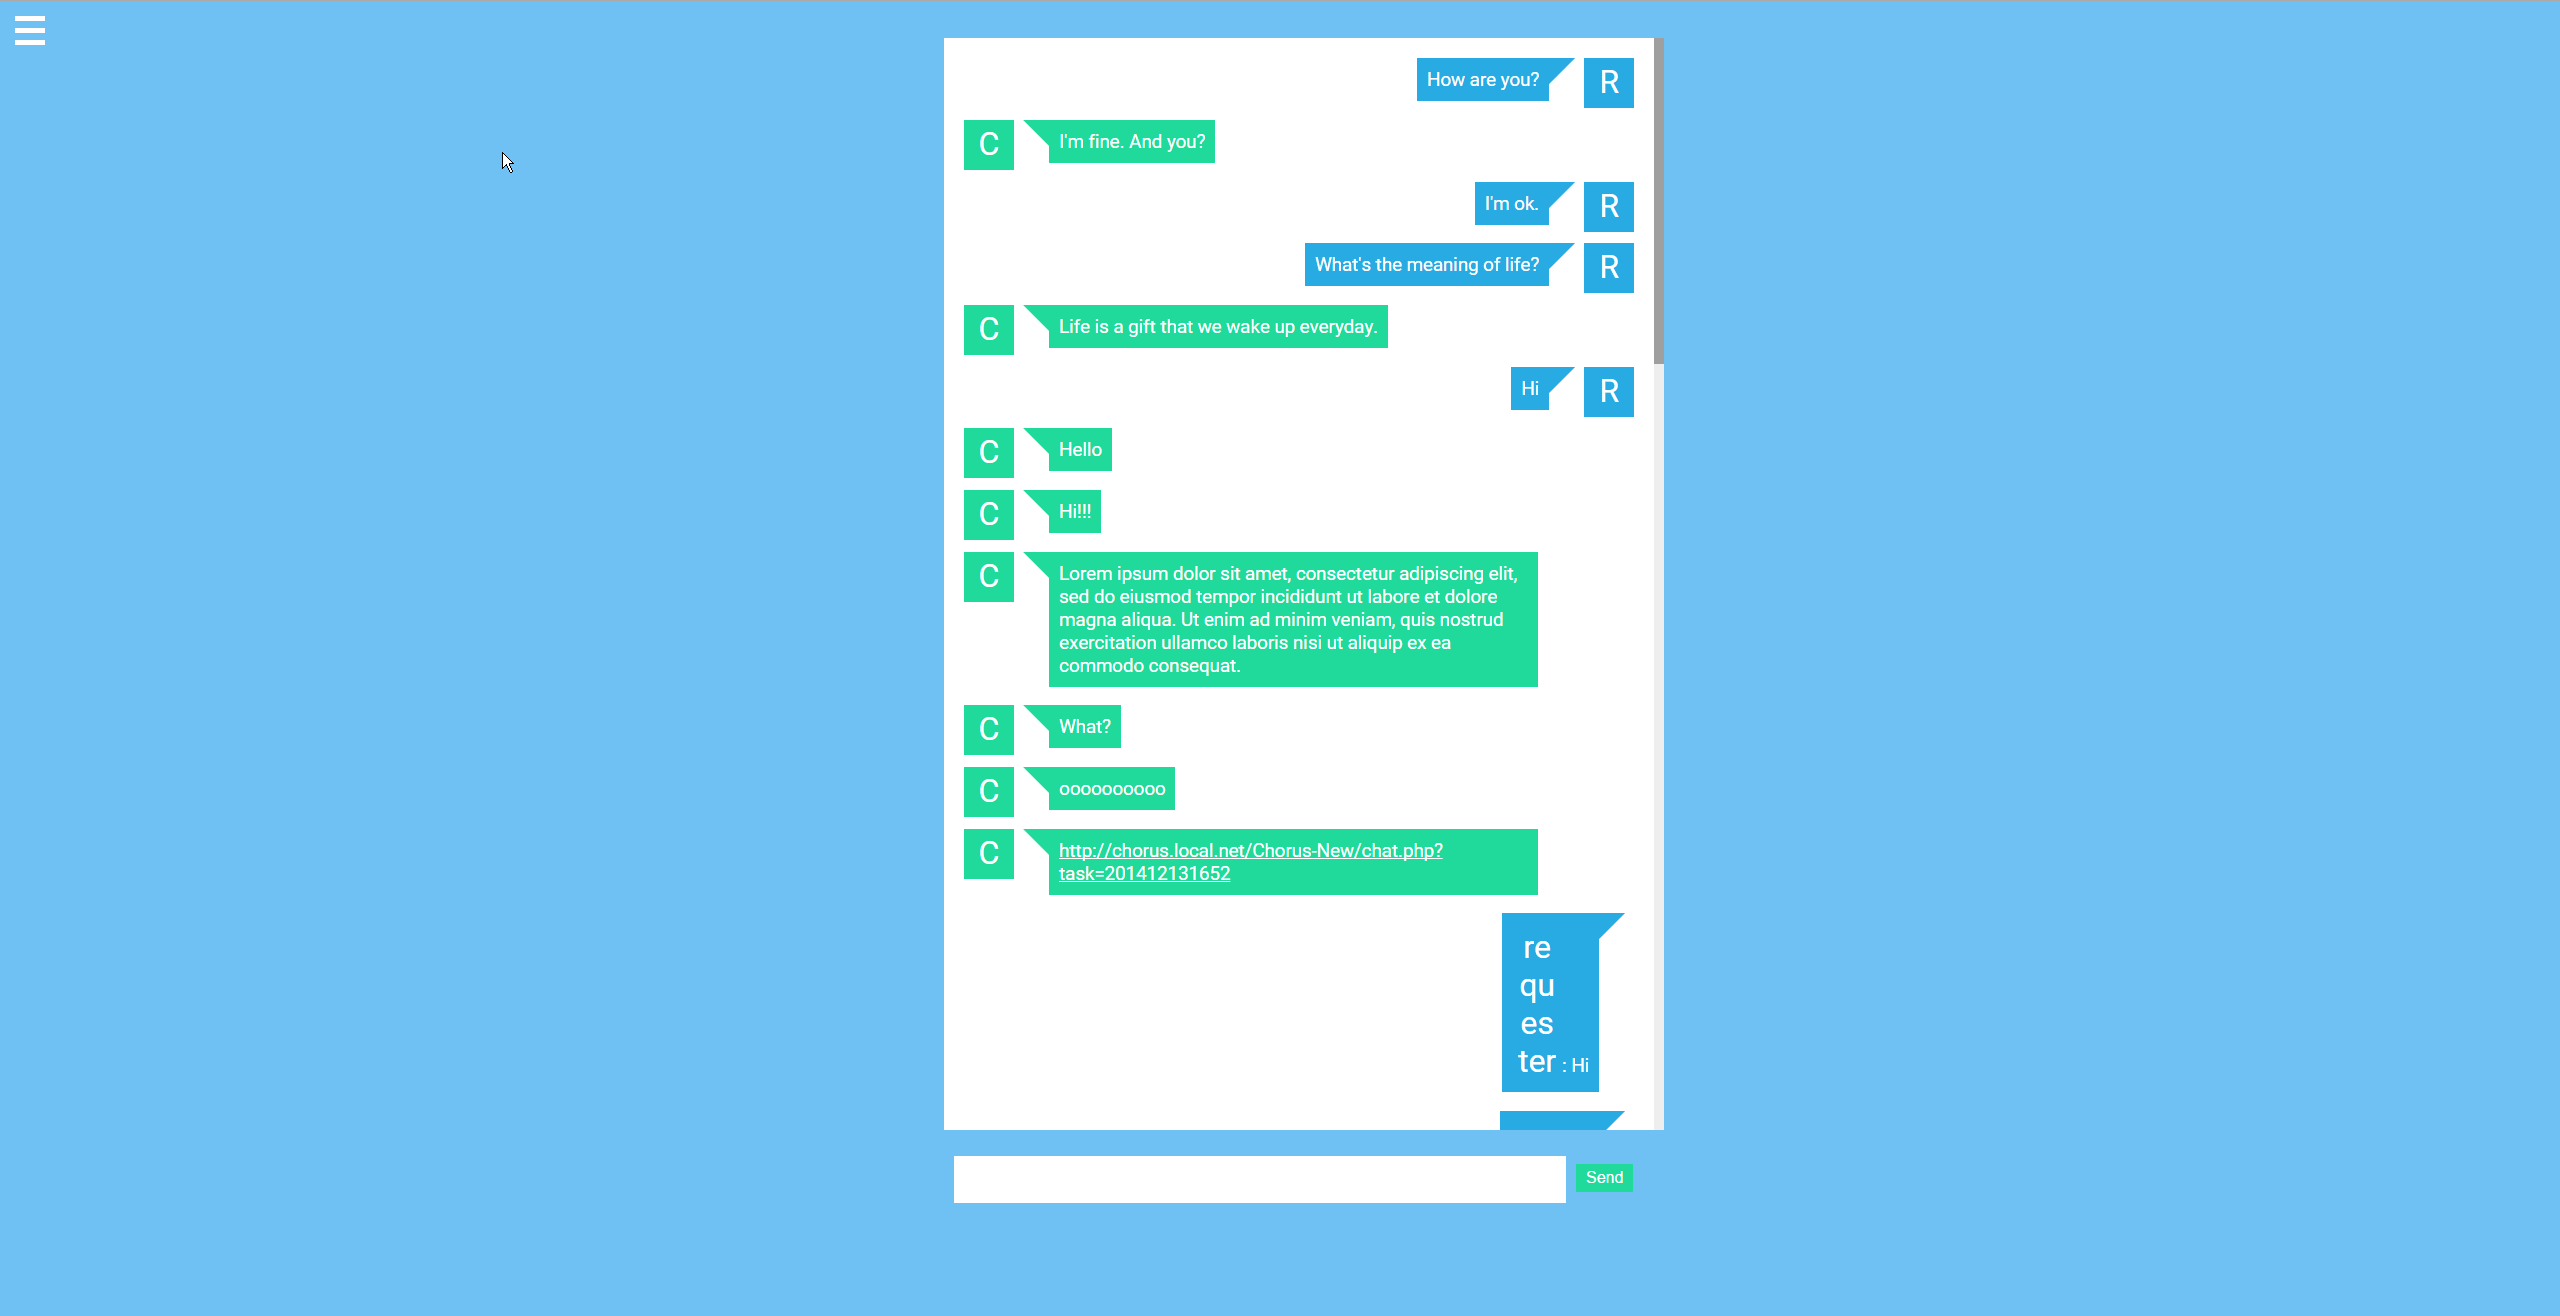 How are you?
R
C
I'm fine. And you?
I'm ok.
R
What's the meaning of life?
R
C
Life is a gift that we wake up everyday.
Hi
R
C
Hello
C
Hi!!!
C
Lorem ipsum dolor sit amet, consectetur adipiscing elit,
sed do eiusmod tempor incididunt ut labore et dolore
magna aliqua. Ut enim ad minim veniam, quis nostrud
exercitation ullamco laboris nisi ut aliquip ex ea
commodo consequat.
C
What?
C
oooooooooo
C
http://chorus.local.net/Chorus-New/chat.php?
task=201412131652
re
qu
es
ter : Hi
Send